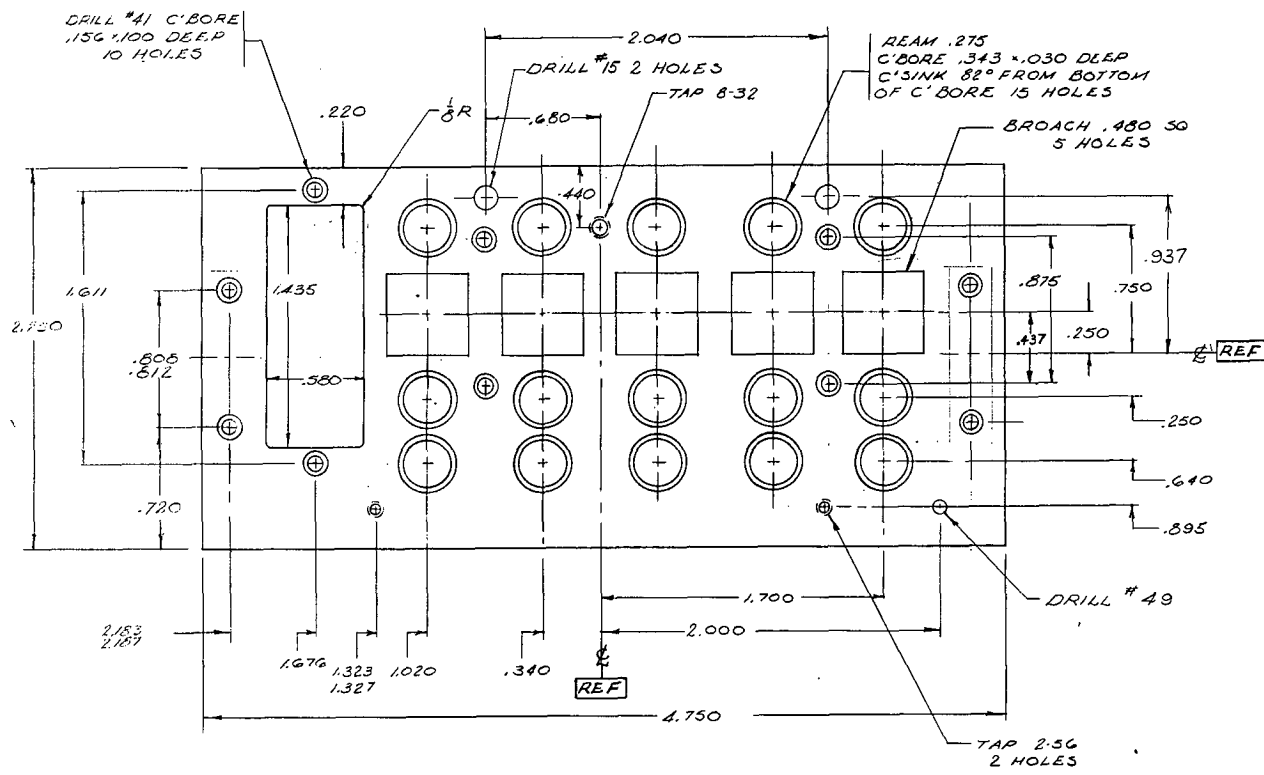 DRILL #41 C'BORE
.156 x .100 DEEP
10 HOLES
2.040
REAM .275
C'BORE .343 x .030 DEEP
C'SINK 82° FROM BOTTOM
OF C'BORE 15 HOLES
DRILL #15 2 HOLES
TAP 8-32
.220
1/8 R
.680
BROACH .480 SQ
5 HOLES
.440
.937
.875
.750
1.611
1.435
.250
.437
℄ REF
.808
.812
.580
.250
.640
.720
.895
1.700
DRILL #49
2.183
2.187
2.000
1.676
1.323
1.327
1.020
.340
℄
REF
4.750
TAP 2-56
2 HOLES